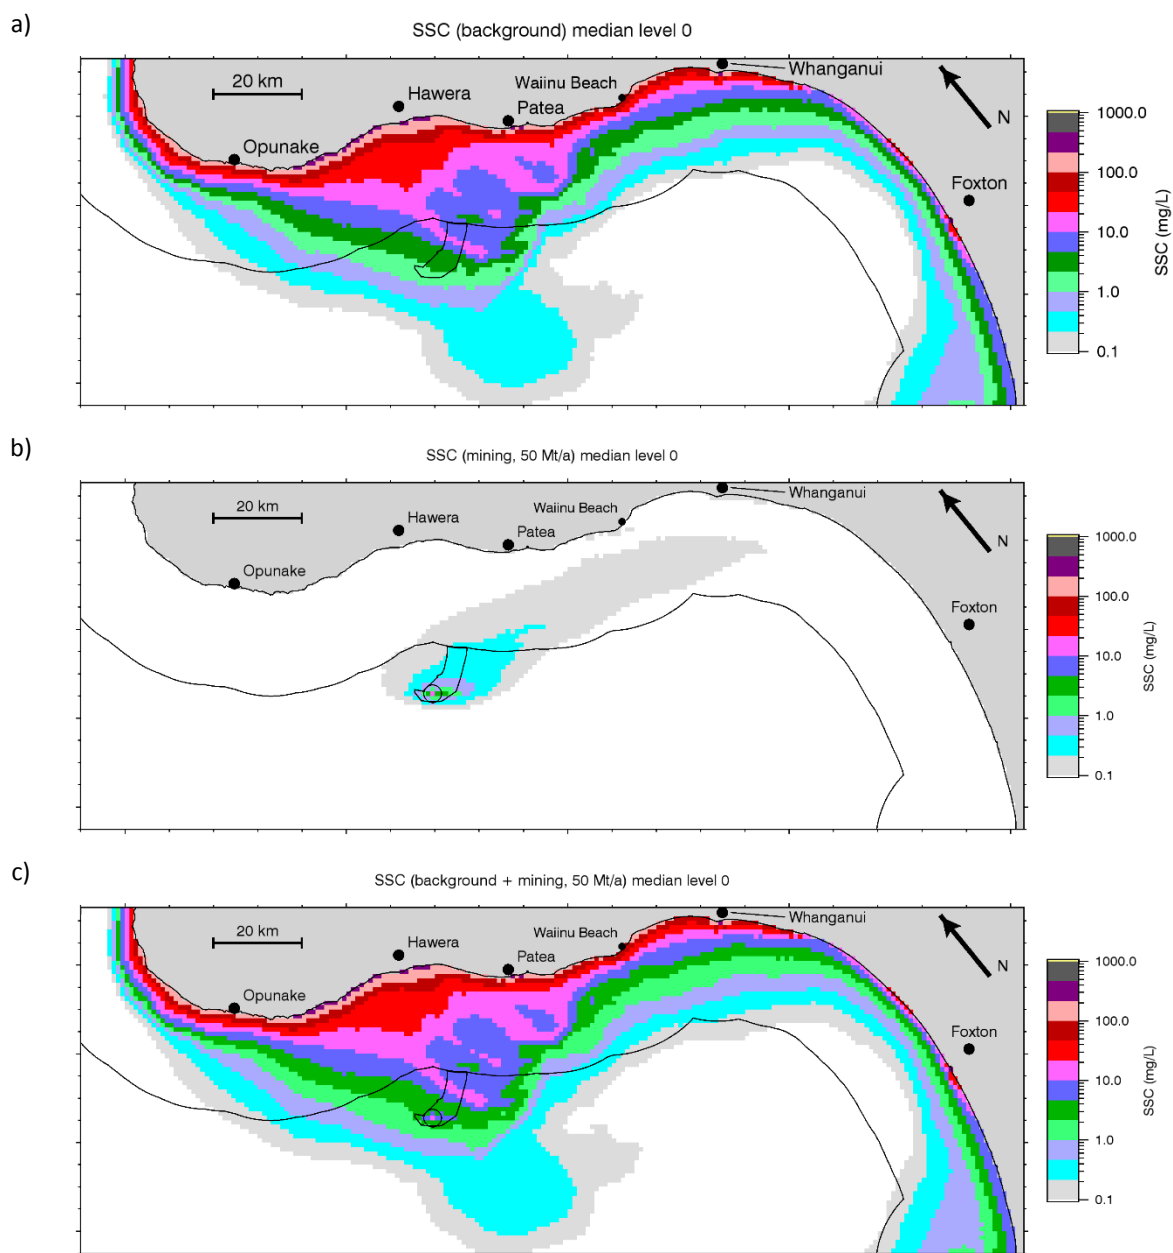 a)
SSC (background) median level 0
20 km
Hawera
Waiinu Beach
Patea
Whanganui
Opunake
N
Foxton
1000.0
100.0
10.0
1.0
0.1
SSC (mg/L)
b)
SSC (mining, 50 Mt/a) median level 0
20 km
Hawera
Waiinu Beach
Patea
Whanganui
Opunake
N
Foxton
1000.0
100.0
10.0
1.0
0.1
SSC (mg/L)
c)
SSC (background + mining, 50 Mt/a) median level 0
20 km
Hawera
Waiinu Beach
Patea
Whanganui
Opunake
N
Foxton
1000.0
100.0
10.0
1.0
0.1
SSC (mg/L)